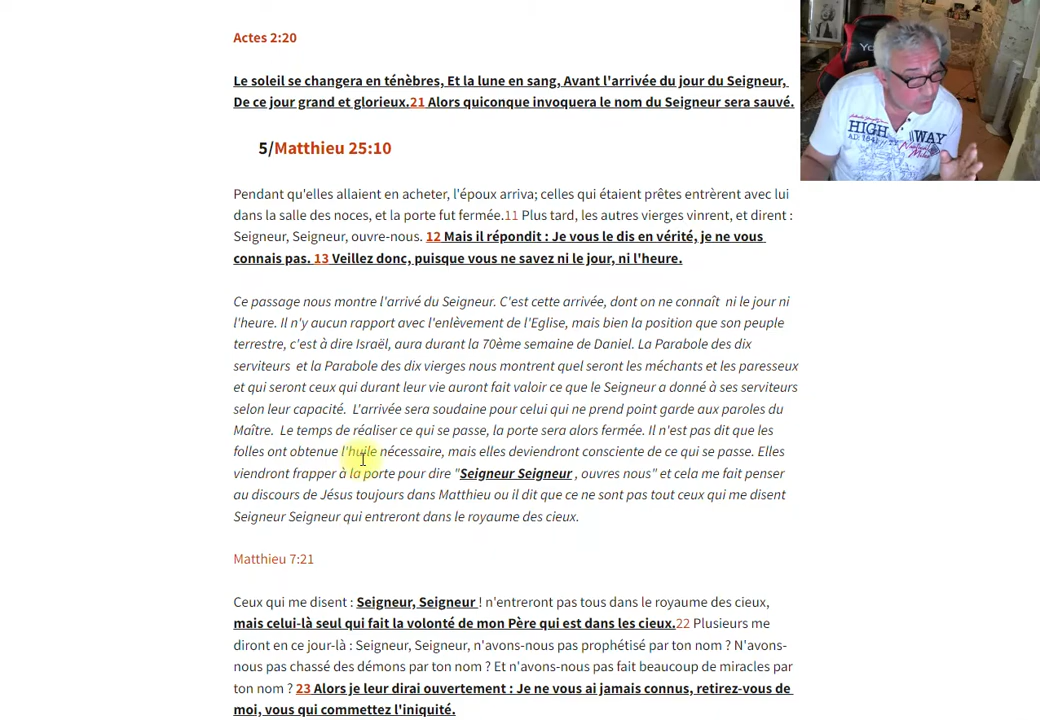 Actes 2:20
Le soleil se changera en ténèbres, Et la lune en sang, Avant l'arrivée du jour du Seigneur,
De ce jour grand et glorieux.21 Alors quiconque invoquera le nom du Seigneur sera sauvé.
5/Matthieu 25:10
Pendant qu'elles allaient en acheter, l'époux arriva; celles qui étaient prêtes entrèrent avec lui
dans la salle des noces, et la porte fut fermée.11 Plus tard, les autres vierges vinrent, et dirent :
Seigneur, Seigneur, ouvre-nous. 12 Mais il répondit : Je vous le dis en vérité, je ne vous
connais pas. 13 Veillez donc, puisque vous ne savez ni le jour, ni l'heure.
Ce passage nous montre l'arrivé du Seigneur. C'est cette arrivée, dont on ne connaît ni le jour ni
l'heure. Il n'y aucun rapport avec l'enlèvement de l'Eglise, mais bien la position que son peuple
terrestre, c'est à dire Israël, aura durant la 70ème semaine de Daniel. La Parabole des dix
serviteurs et la Parabole des dix vierges nous montrent quel seront les méchants et les paresseux
et qui seront ceux qui durant leur vie auront fait valoir ce que le Seigneur a donné à ses serviteurs
selon leur capacité. L'arrivée sera soudaine pour celui qui ne prend point garde aux paroles du
Maître. Le temps de réaliser ce qui se passe, la porte sera alors fermée. Il n'est pas dit que les
folles ont obtenue l'huile nécessaire, mais elles deviendront consciente de ce qui se passe. Elles
viendront frapper à la porte pour dire "Seigneur Seigneur , ouvres nous" et cela me fait penser
au discours de Jésus toujours dans Matthieu ou il dit que ce ne sont pas tout ceux qui me disent
Seigneur Seigneur qui entreront dans le royaume des cieux.
Matthieu 7:21
Ceux qui me disent : Seigneur, Seigneur ! n'entreront pas tous dans le royaume des cieux,
mais celui-là seul qui fait la volonté de mon Père qui est dans les cieux.22 Plusieurs me
diront en ce jour-là : Seigneur, Seigneur, n'avons-nous pas prophétisé par ton nom ? N'avons-
nous pas chassé des démons par ton nom ? Et n'avons-nous pas fait beaucoup de miracles par
ton nom ? 23 Alors je leur dirai ouvertement : Je ne vous ai jamais connus, retirez-vous de
moi, vous qui commettez l'iniquité.
HIGH WAY